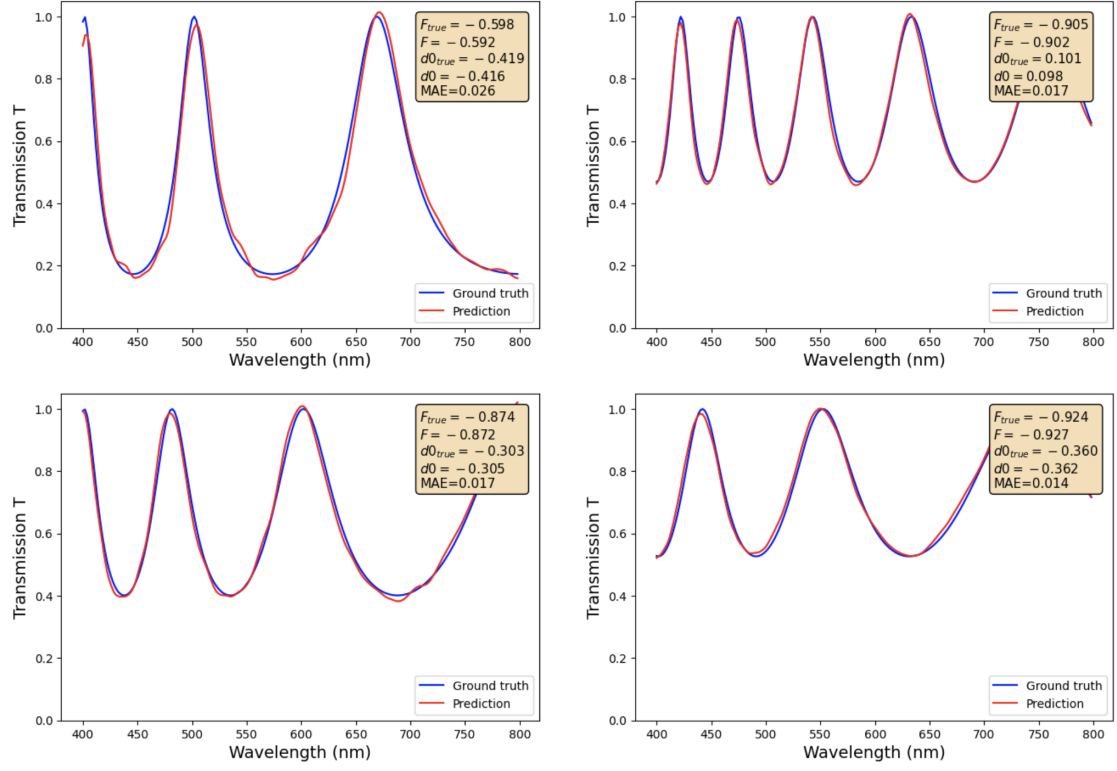 1.0
0.8
0.6
0.4
0.2
0.0
Transmission T
400 450 500 550 600 650 700 750 800
Wavelength (nm)
F_true = − 0.598
F = − 0.592
d0_true = − 0.419
d0 = − 0.416
MAE=0.026
Ground truth
Prediction
1.0
0.8
0.6
0.4
0.2
0.0
Transmission T
400 450 500 550 600 650 700 750 800
Wavelength (nm)
F_true = − 0.905
F = − 0.902
d0_true = 0.101
d0 = 0.098
MAE=0.017
Ground truth
Prediction
1.0
0.8
0.6
0.4
0.2
0.0
Transmission T
400 450 500 550 600 650 700 750 800
Wavelength (nm)
F_true = − 0.874
F = − 0.872
d0_true = − 0.303
d0 = − 0.305
MAE=0.017
Ground truth
Prediction
1.0
0.8
0.6
0.4
0.2
0.0
Transmission T
400 450 500 550 600 650 700 750 800
Wavelength (nm)
F_true = − 0.924
F = − 0.927
d0_true = − 0.360
d0 = − 0.362
MAE=0.014
Ground truth
Prediction